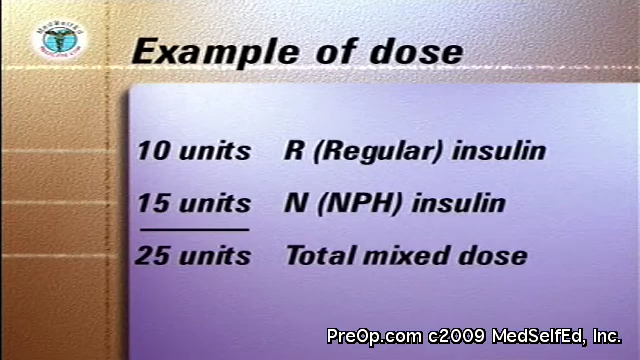 MedSelfEd
Example of dose
10 units R (Regular) insulin
15 units N (NPH) insulin
25 units Total mixed dose
PreOp.com c2009 MedSelfEd, Inc.